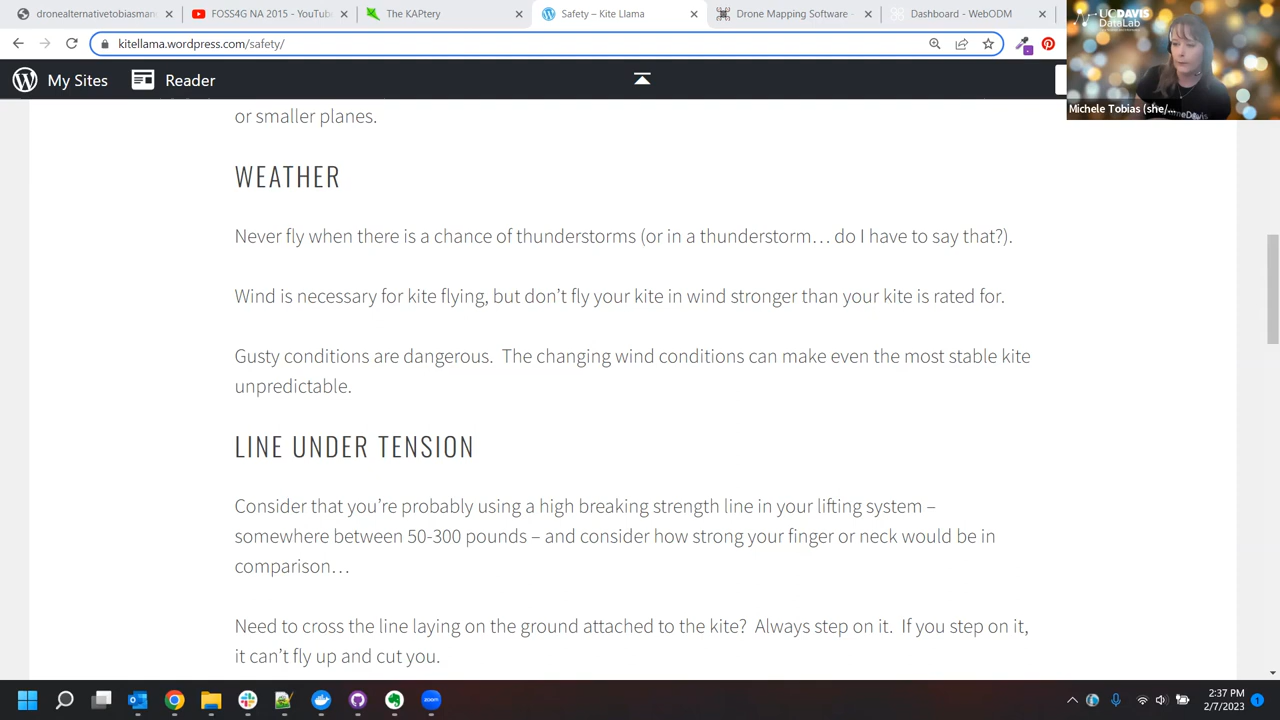 dronealternativetobiasman
FOSS4G NA 2015 - YouTub
The KAPtery
Safety – Kite Llama
Drone Mapping Software
Dashboard - WebODM
kitellama.wordpress.com/safety/
My Sites
Reader
UCDAVIS
DataLab
Michele Tobias (she/...
or smaller planes.
WEATHER
Never fly when there is a chance of thunderstorms (or in a thunderstorm… do I have to say that?).
Wind is necessary for kite flying, but don’t fly your kite in wind stronger than your kite is rated for.
Gusty conditions are dangerous.  The changing wind conditions can make even the most stable kite
unpredictable.
LINE UNDER TENSION
Consider that you’re probably using a high breaking strength line in your lifting system –
somewhere between 50-300 pounds – and consider how strong your finger or neck would be in
comparison…
Need to cross the line laying on the ground attached to the kite?  Always step on it.  If you step on it,
it can’t fly up and cut you.
zoom
2:37 PM
2/7/2023